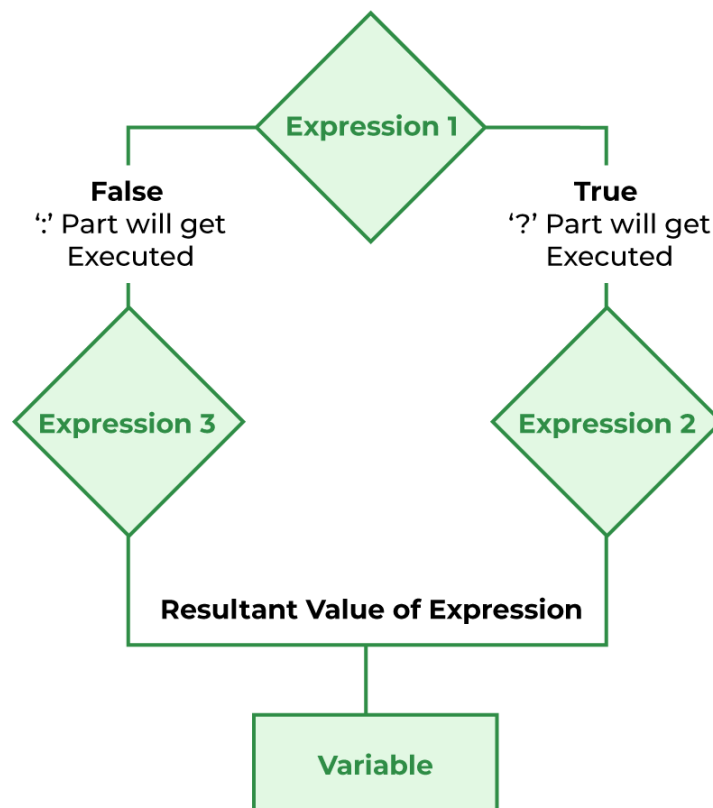 Expression 1
False
‘:’ Part will get
Executed
True
‘?’ Part will get
Executed
Expression 3
Expression 2
Resultant Value of Expression
Variable